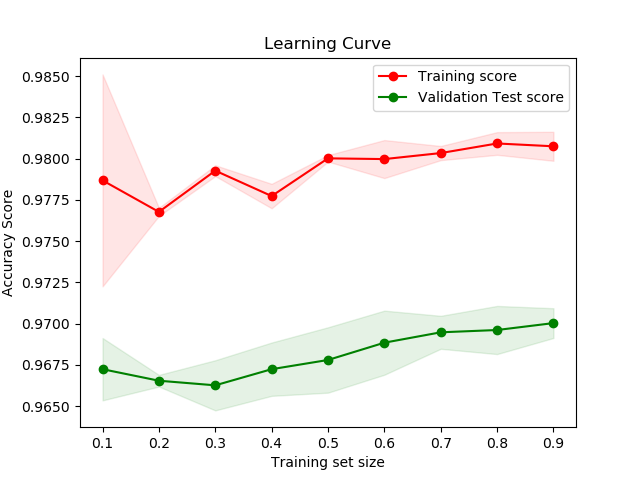 Learning Curve
Training score
Validation Test score
Accuracy Score
0.9850
0.9825
0.9800
0.9775
0.9750
0.9725
0.9700
0.9675
0.9650
0.1 0.2 0.3 0.4 0.5 0.6 0.7 0.8 0.9
Training set size